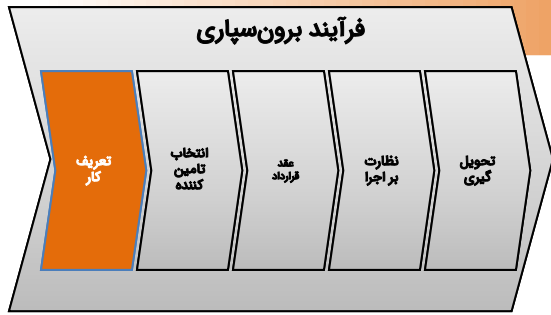 فرآیند برون‌سپاری
تعریف
کار
انتخاب
تامین
کننده
عقد
قرارداد
نظارت
بر اجرا
تحویل
گیری